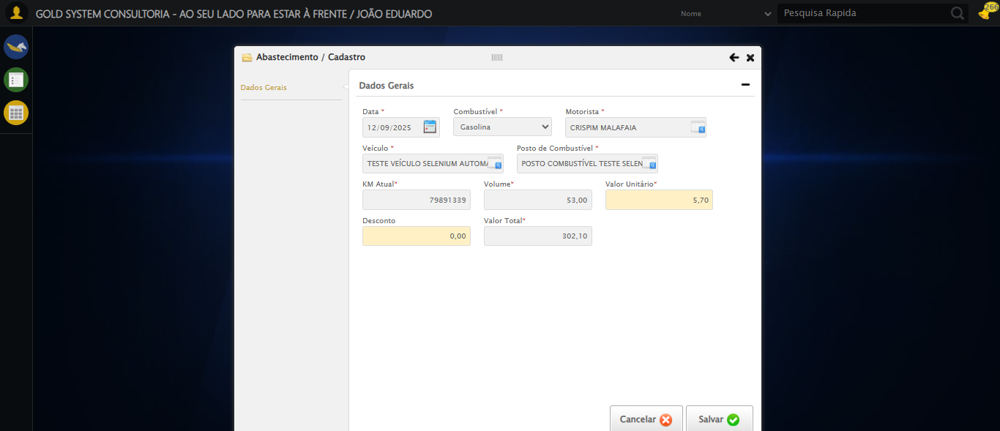 GOLD SYSTEM CONSULTORIA - AO SEU LADO PARA ESTAR À FRENTE / JOÃO EDUARDO
Nome
Pesquisa Rapida
266
Abastecimento / Cadastro
Dados Gerais
Dados Gerais
Data * Combustível * Motorista *
12/09/2025 Gasolina CRISPIM MALAFAIA
Veículo * Posto de Combustível *
TESTE VEÍCULO SELENIUM AUTOMA POSTO COMBUSTÍVEL TESTE SELEN
KM Atual* Volume* Valor Unitário*
79891339 53,00 5,70
Desconto Valor Total*
0,00 302,10
Cancelar Salvar